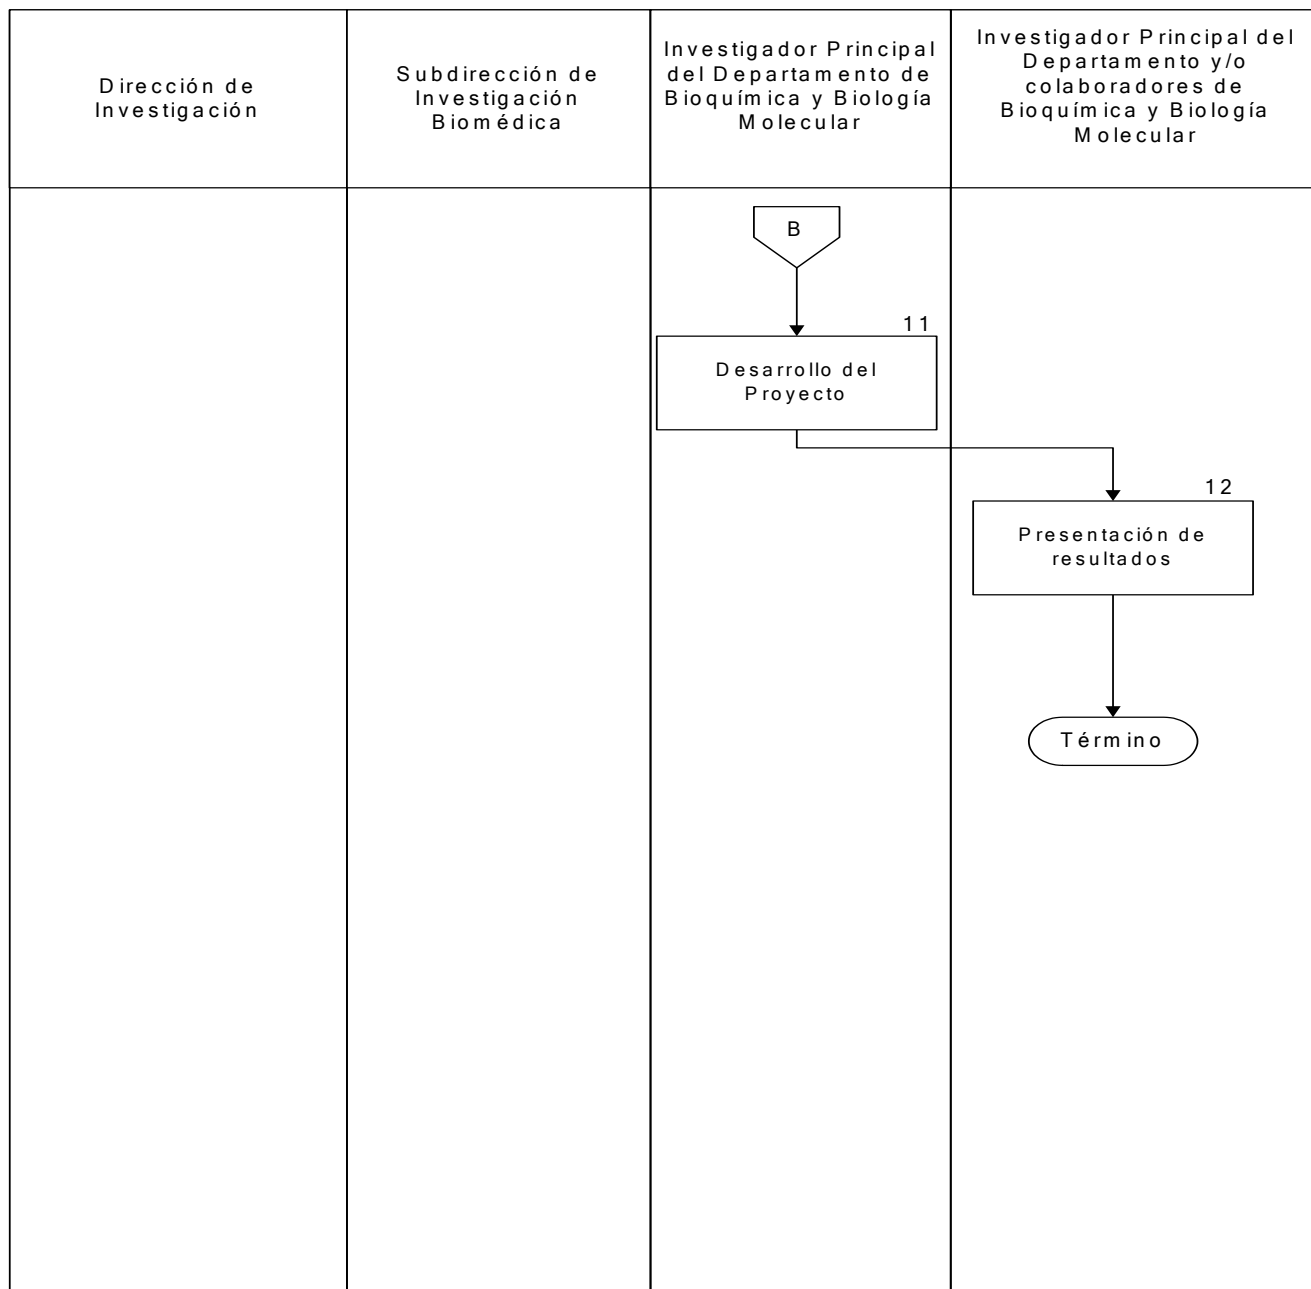 Dirección de
Investigación
Subdirección de
Investigación
Biomédica
Investigador Principal
del Departamento de
Bioquímica y Biología
Molecular
Investigador Principal del
Departamento y/o
colaboradores de
Bioquímica y Biología
Molecular
B
11
Desarrollo del
Proyecto
12
Presentación de
resultados
Término